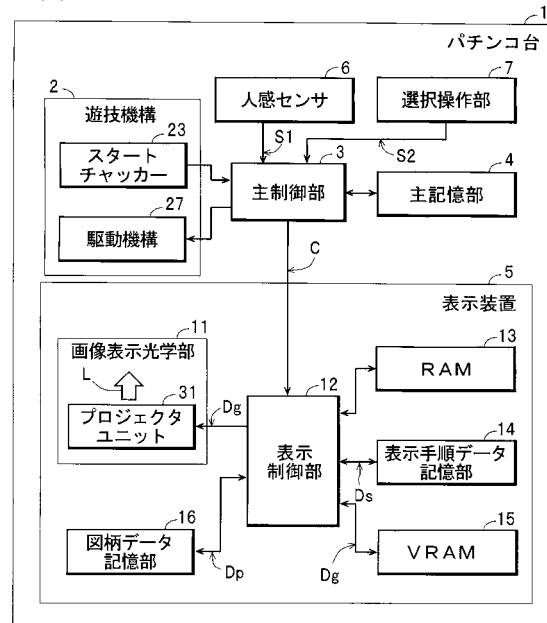 1
パチンコ台
2
遊技機構
23
スタート
チャッカー
27
駆動機構
6
人感センサ
7
選択操作部
S1
S2
3
主制御部
4
主記憶部
C
5
表示装置
11
画像表示光学部
L
31
プロジェクタ
ユニット
Dg
12
表示
制御部
13
RAM
14
表示手順データ
記憶部
Ds
16
図柄データ
記憶部
Dp
15
VRAM
Dg